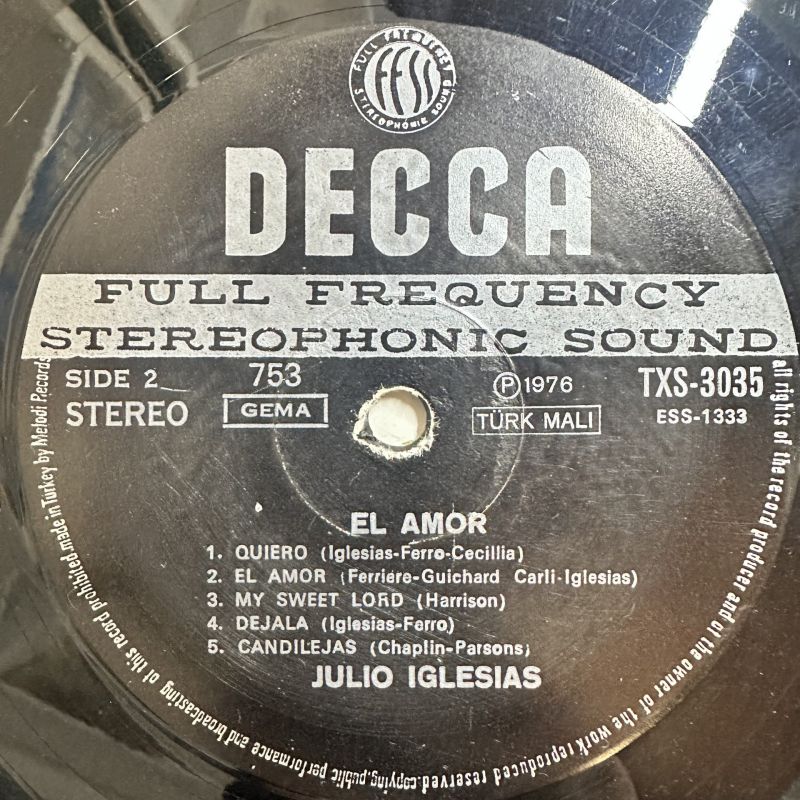 FULL FREQUENCY
STEREOPHONIC SOUND
FFSS
DECCA
FULL FREQUENCY
STEREOPHONIC SOUND
SIDE 2 753 ℗ 1976 TXS-3035
STEREO GEMA TÜRK MALI ESS-1333
EL AMOR
1. QUIERO (Iglesias-Ferro-Cecillia)
2. EL AMOR (Ferriere-Guichard Carli-Iglesias)
3. MY SWEET LORD (Harrison)
4. DEJALA (Iglesias-Ferro)
5. CANDILEJAS (Chaplin-Parsons)
JULIO IGLESIAS
all rights of the record producer and of the owner of the work reproduced reserved.copying,public performance and broadcasting of this record prohibited.made in Turkey by Melodi Records